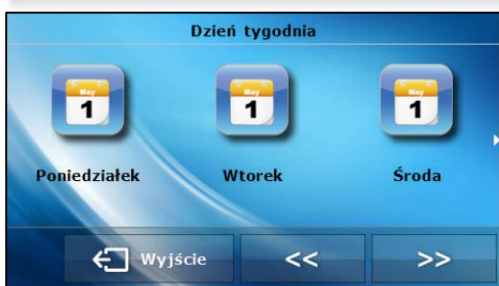 Dzień tygodnia
May May May
1 1 1
Poniedziałek Wtorek Środa
Wyjście << >>